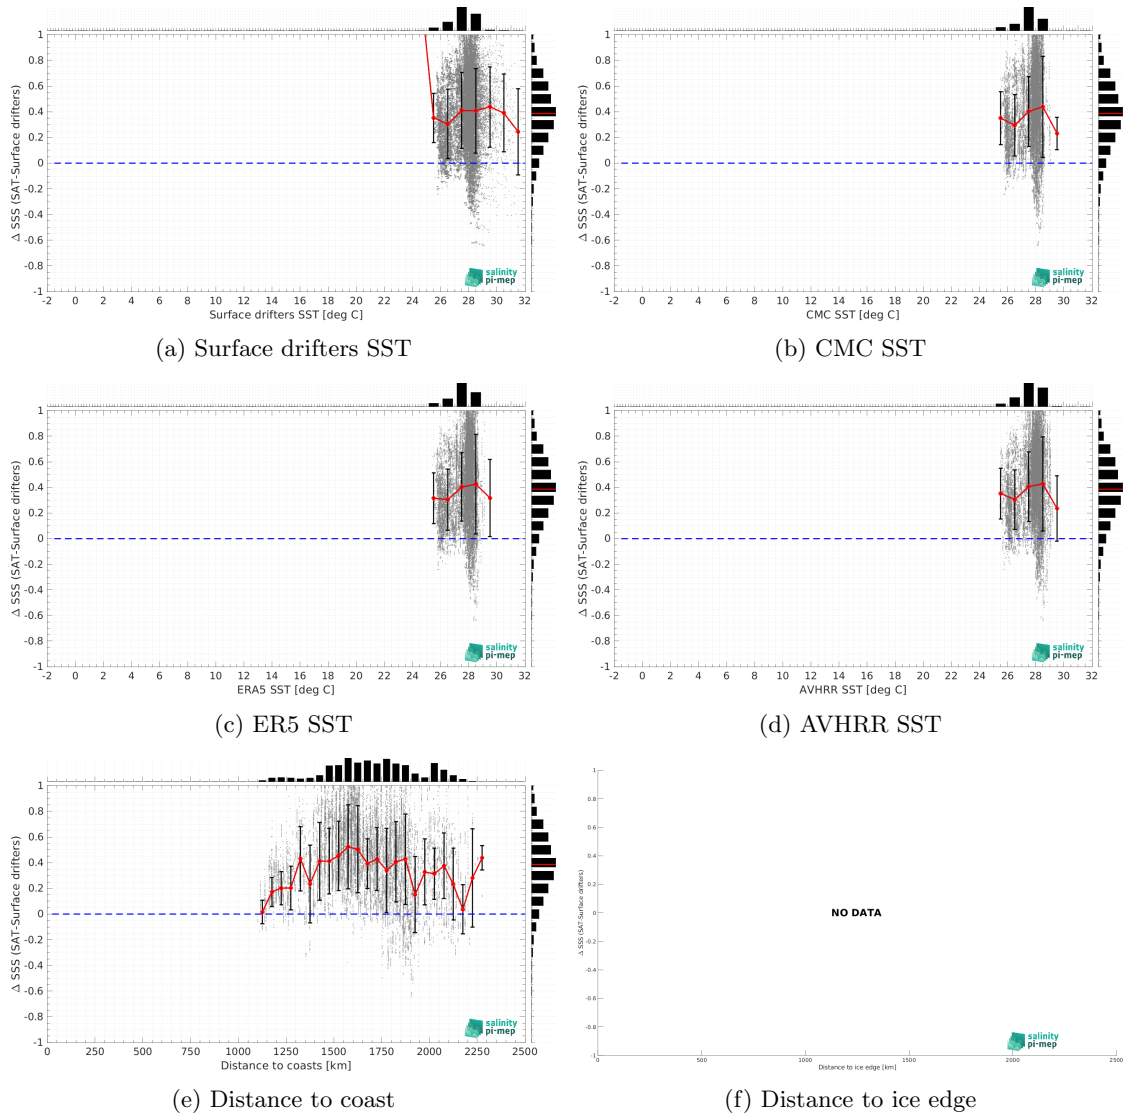 1
0.8
0.6
0.4
0.2
0
-0.2
-0.4
-0.6
-0.8
-1
Δ SSS (SAT-Surface drifters)
salinity
pi-mep
-2 0 2 4 6 8 10 12 14 16 18 20 22 24 26 28 30 32
Surface drifters SST [deg C]
(a) Surface drifters SST
1
0.8
0.6
0.4
0.2
0
-0.2
-0.4
-0.6
-0.8
-1
Δ SSS (SAT-Surface drifters)
salinity
pi-mep
-2 0 2 4 6 8 10 12 14 16 18 20 22 24 26 28 30 32
CMC SST [deg C]
(b) CMC SST
1
0.8
0.6
0.4
0.2
0
-0.2
-0.4
-0.6
-0.8
-1
Δ SSS (SAT-Surface drifters)
salinity
pi-mep
-2 0 2 4 6 8 10 12 14 16 18 20 22 24 26 28 30 32
ERA5 SST [deg C]
(c) ER5 SST
1
0.8
0.6
0.4
0.2
0
-0.2
-0.4
-0.6
-0.8
-1
Δ SSS (SAT-Surface drifters)
salinity
pi-mep
-2 0 2 4 6 8 10 12 14 16 18 20 22 24 26 28 30 32
AVHRR SST [deg C]
(d) AVHRR SST
1
0.8
0.6
0.4
0.2
0
-0.2
-0.4
-0.6
-0.8
-1
Δ SSS (SAT-Surface drifters)
salinity
pi-mep
0 250 500 750 1000 1250 1500 1750 2000 2250 2500
Distance to coasts [km]
(e) Distance to coast
1
0.8
0.6
0.4
0.2
0
-0.2
-0.4
-0.6
-0.8
-1
Δ SSS (SAT-Surface drifters)
NO DATA
salinity
pi-mep
0 500 1000 1500 2000 2500
Distance to ice edge [km]
(f) Distance to ice edge